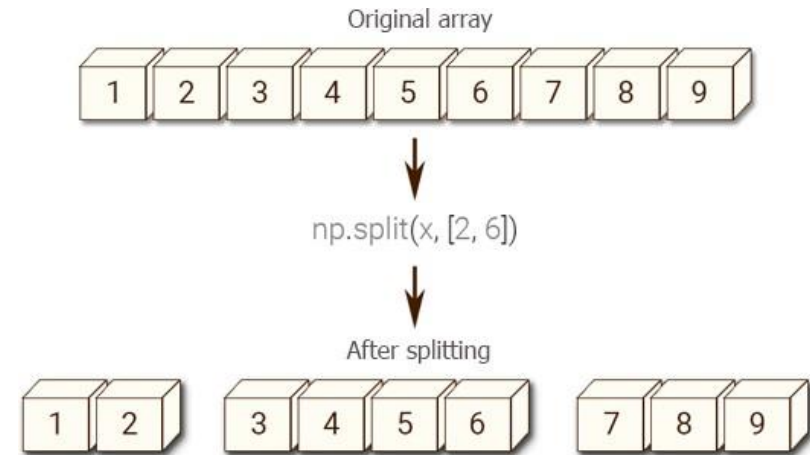 Original array
1 2 3 4 5 6 7 8 9
np.split(x, [2, 6])
After splitting
1 2 3 4 5 6 7 8 9